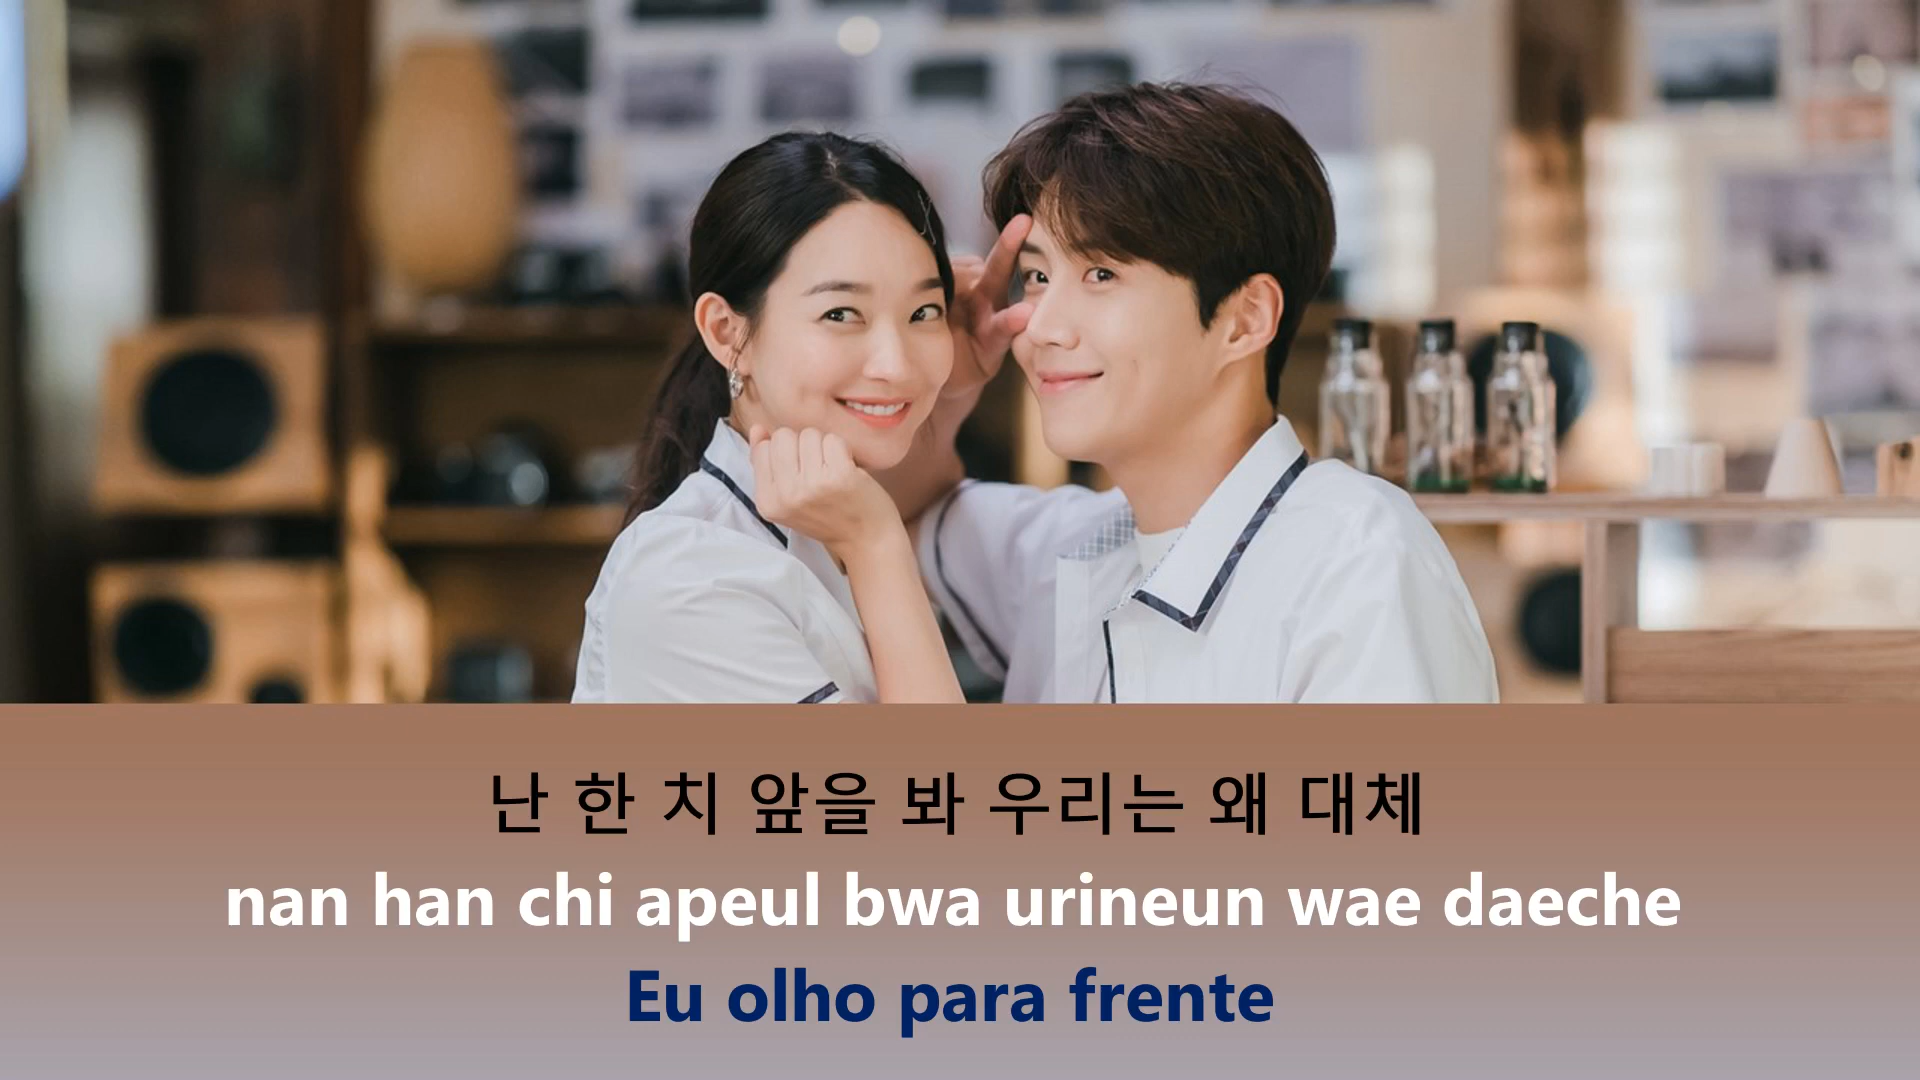 난 한 치 앞을 봐 우리는 왜 대체
nan han chi apeul bwa urineun wae daeche
Eu olho para frente